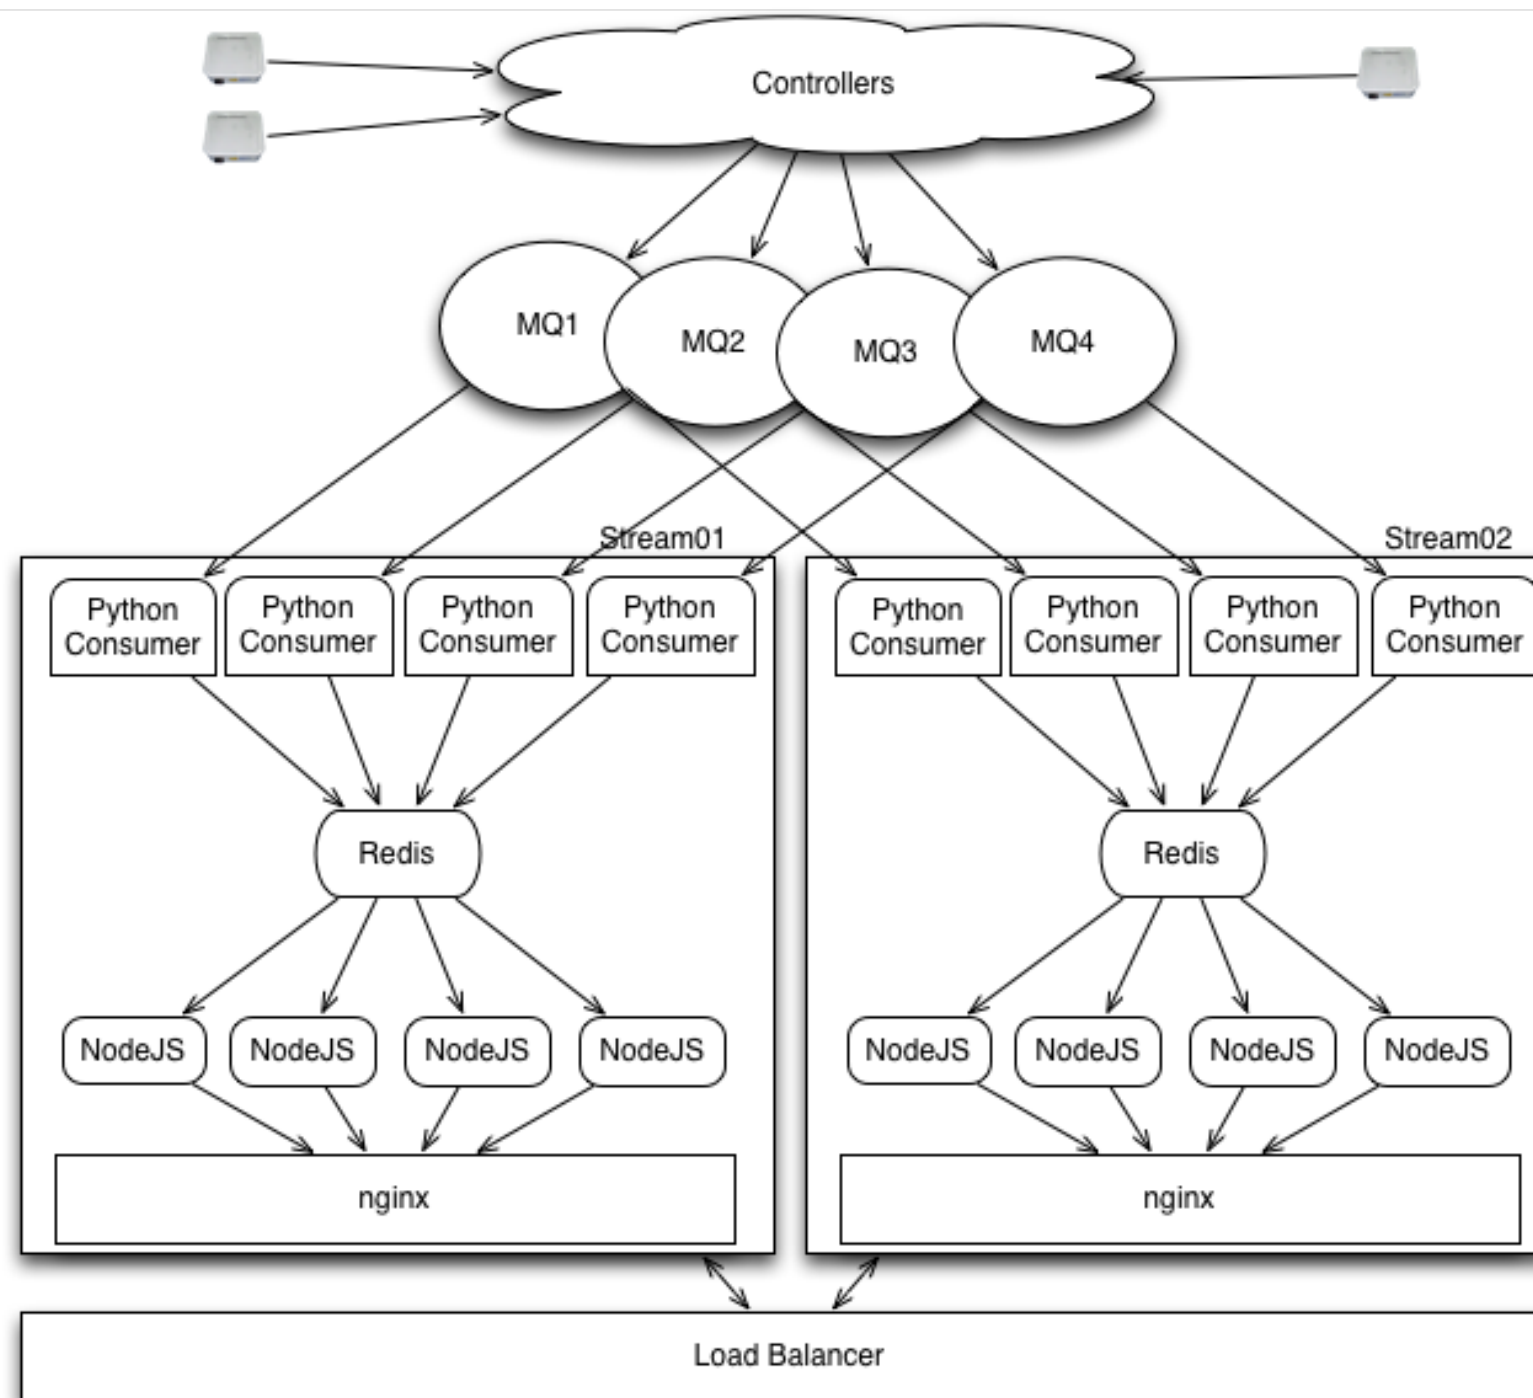 Controllers
MQ1
MQ2
MQ3
MQ4
Stream01
Stream02
Python
Consumer
Python
Consumer
Python
Consumer
Python
Consumer
Python
Consumer
Python
Consumer
Python
Consumer
Python
Consumer
Redis
Redis
NodeJS
NodeJS
NodeJS
NodeJS
NodeJS
NodeJS
NodeJS
NodeJS
nginx
nginx
Load Balancer